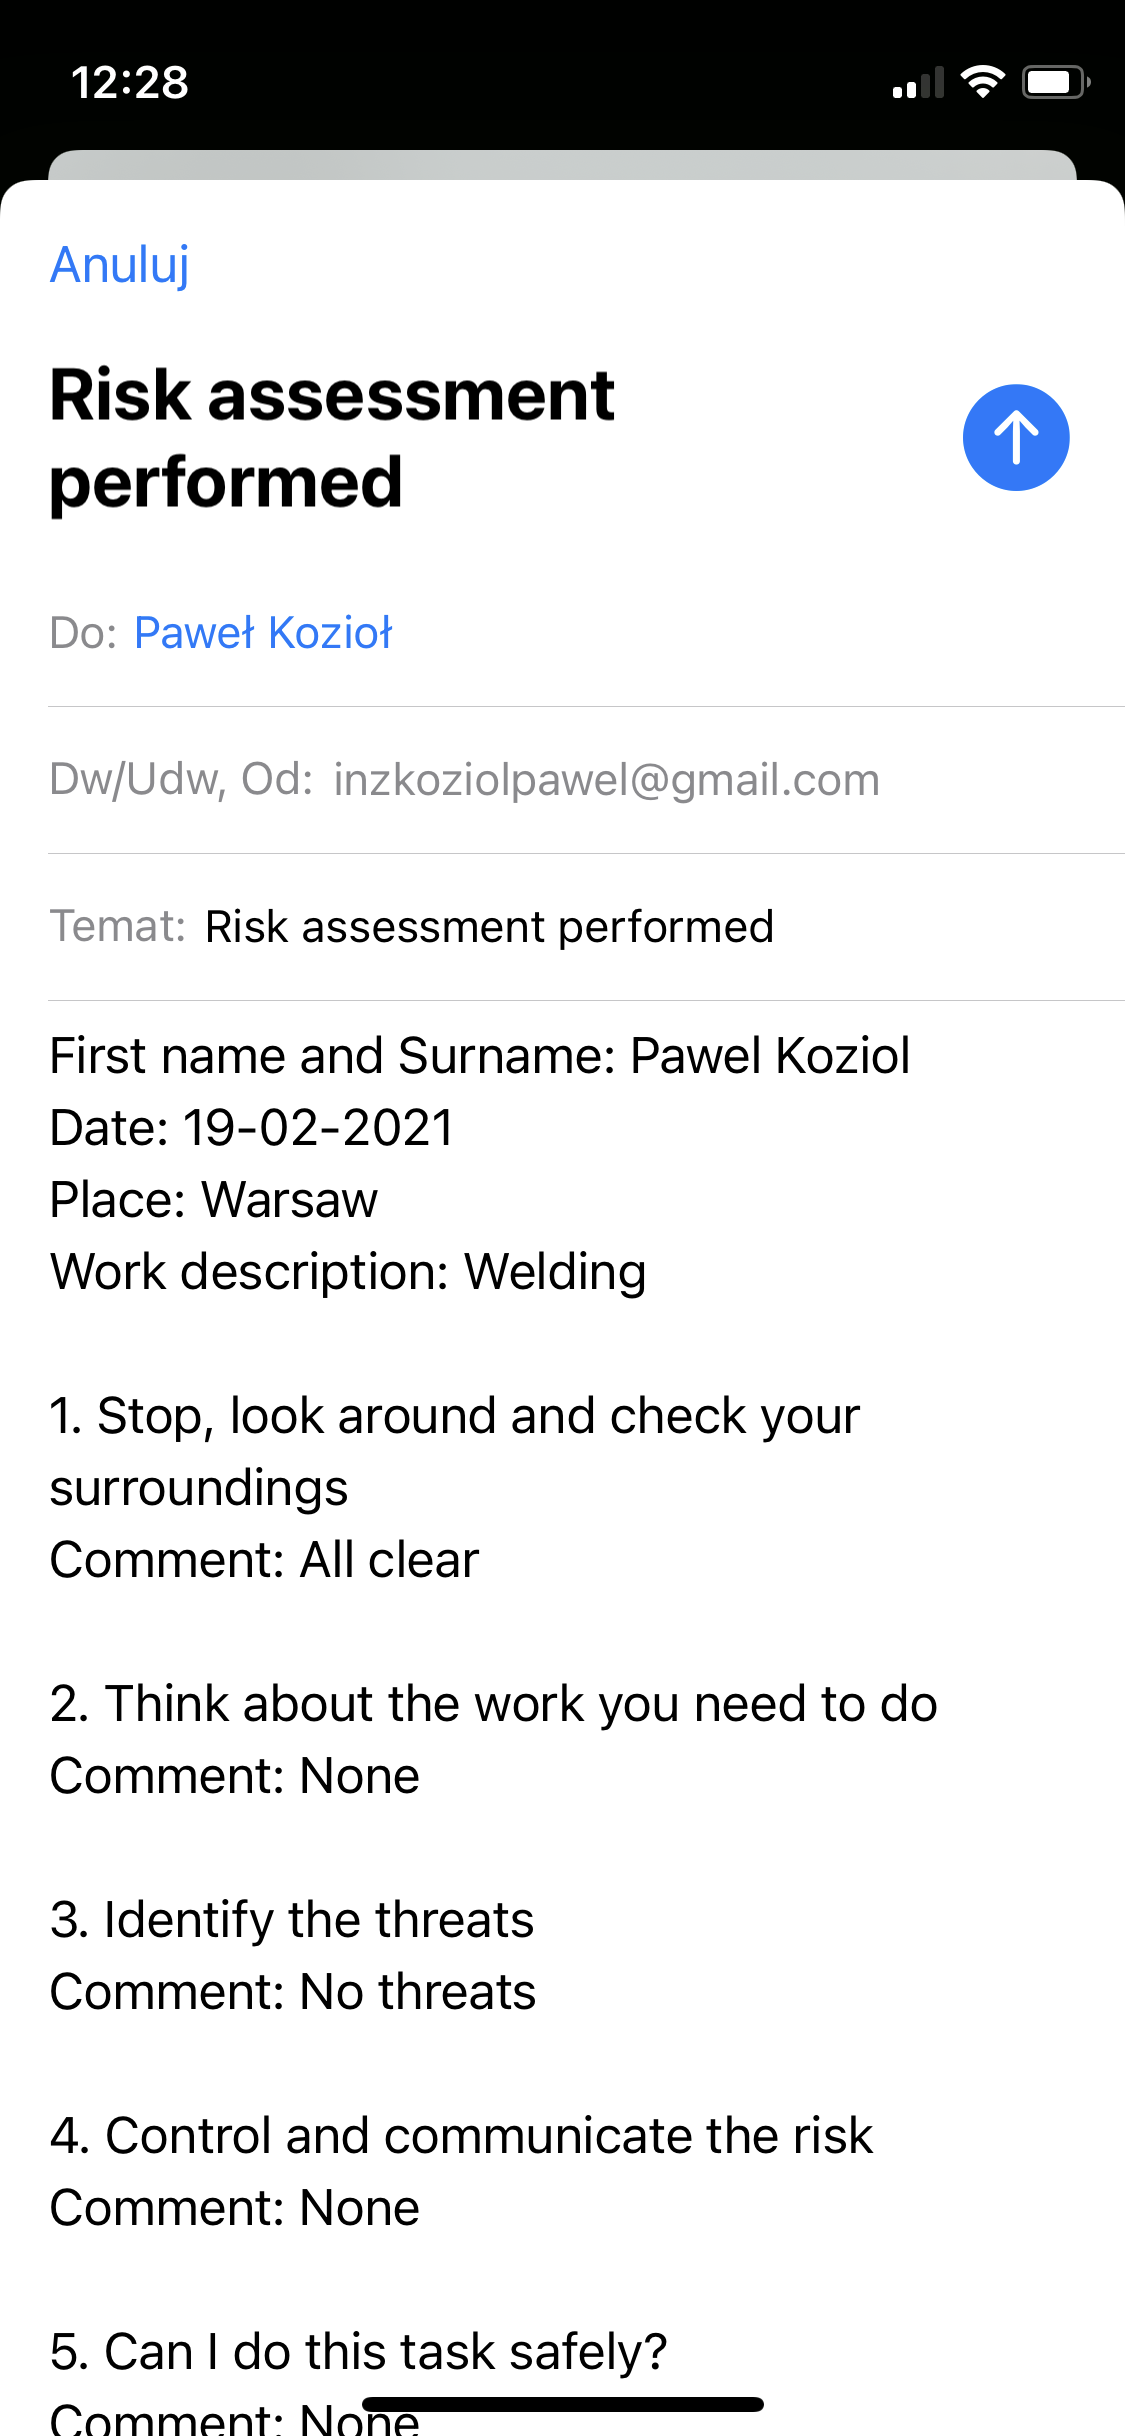 12:28
Anuluj
Risk assessment
performed
Do: Paweł Kozioł
Dw/Udw, Od: inzkoziolpawel@gmail.com
Temat: Risk assessment performed
First name and Surname: Pawel Koziol
Date: 19-02-2021
Place: Warsaw
Work description: Welding
1. Stop, look around and check your
surroundings
Comment: All clear
2. Think about the work you need to do
Comment: None
3. Identify the threats
Comment: No threats
4. Control and communicate the risk
Comment: None
5. Can I do this task safely?
Comment: None